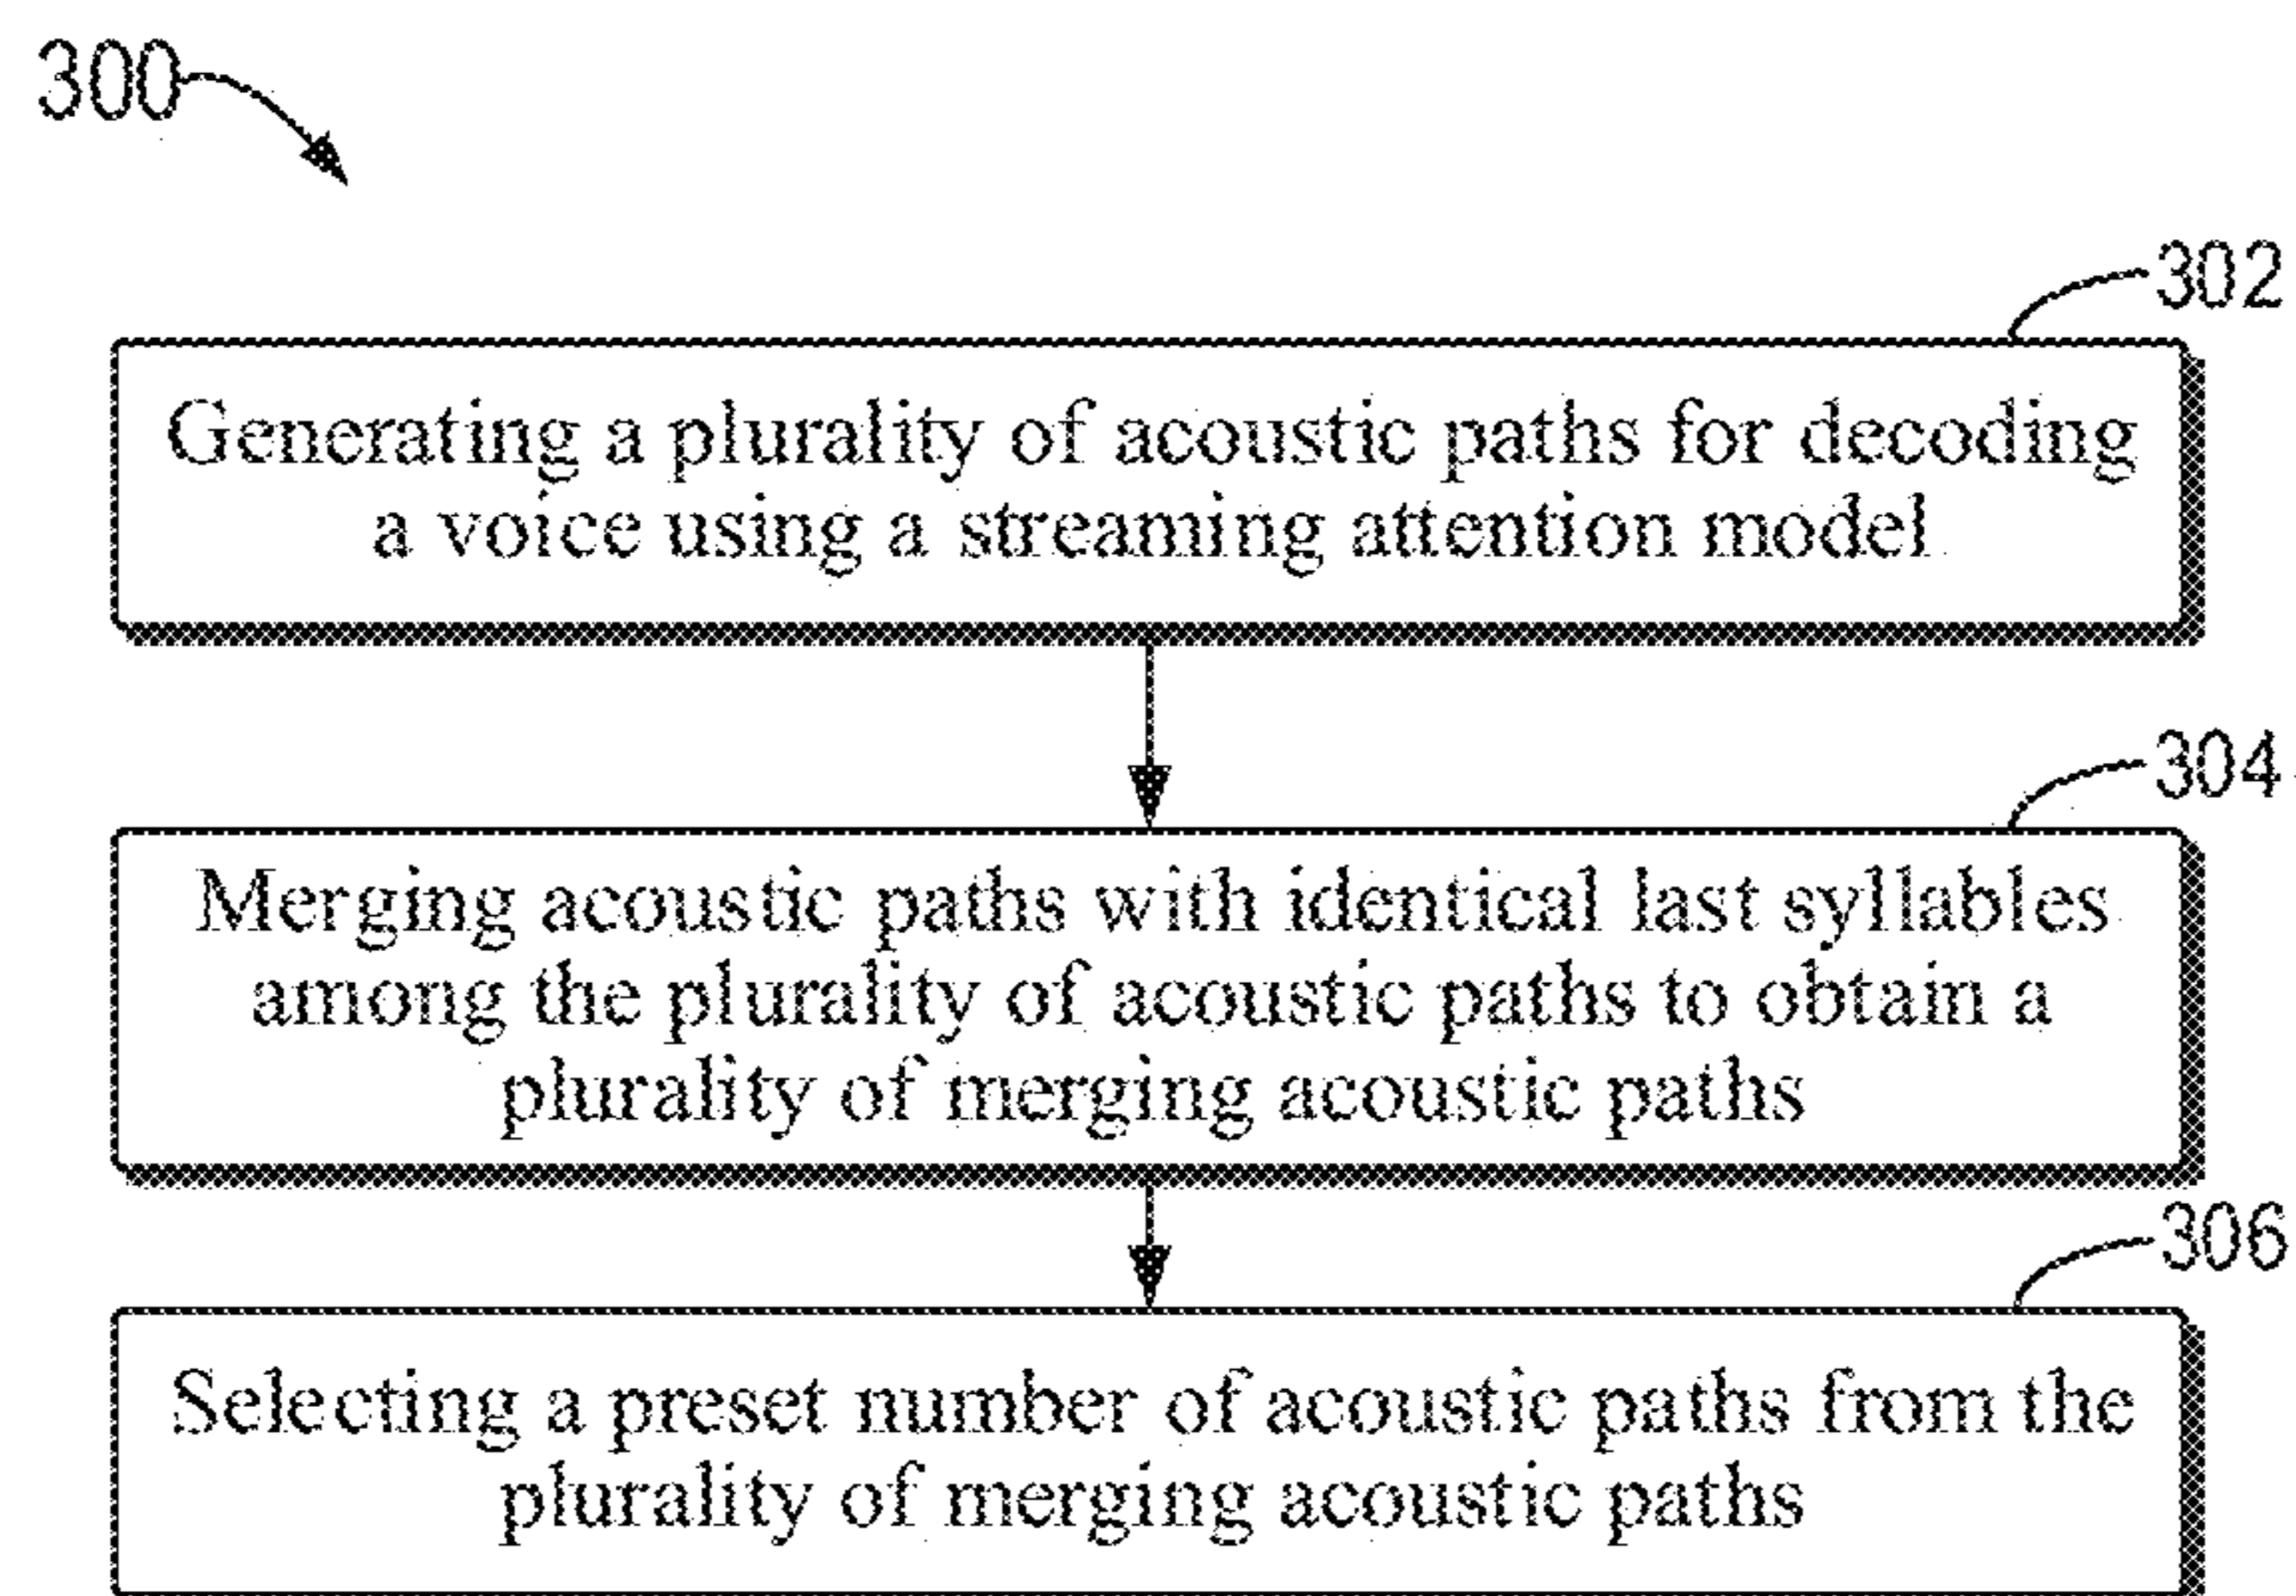 300
302
Generating a plurality of acoustic paths for decoding
a voice using a streaming attention model
304
Merging acoustic paths with identical last syllables
among the plurality of acoustic paths to obtain a
plurality of merging acoustic paths
306
Selecting a preset number of acoustic paths from the
plurality of merging acoustic paths